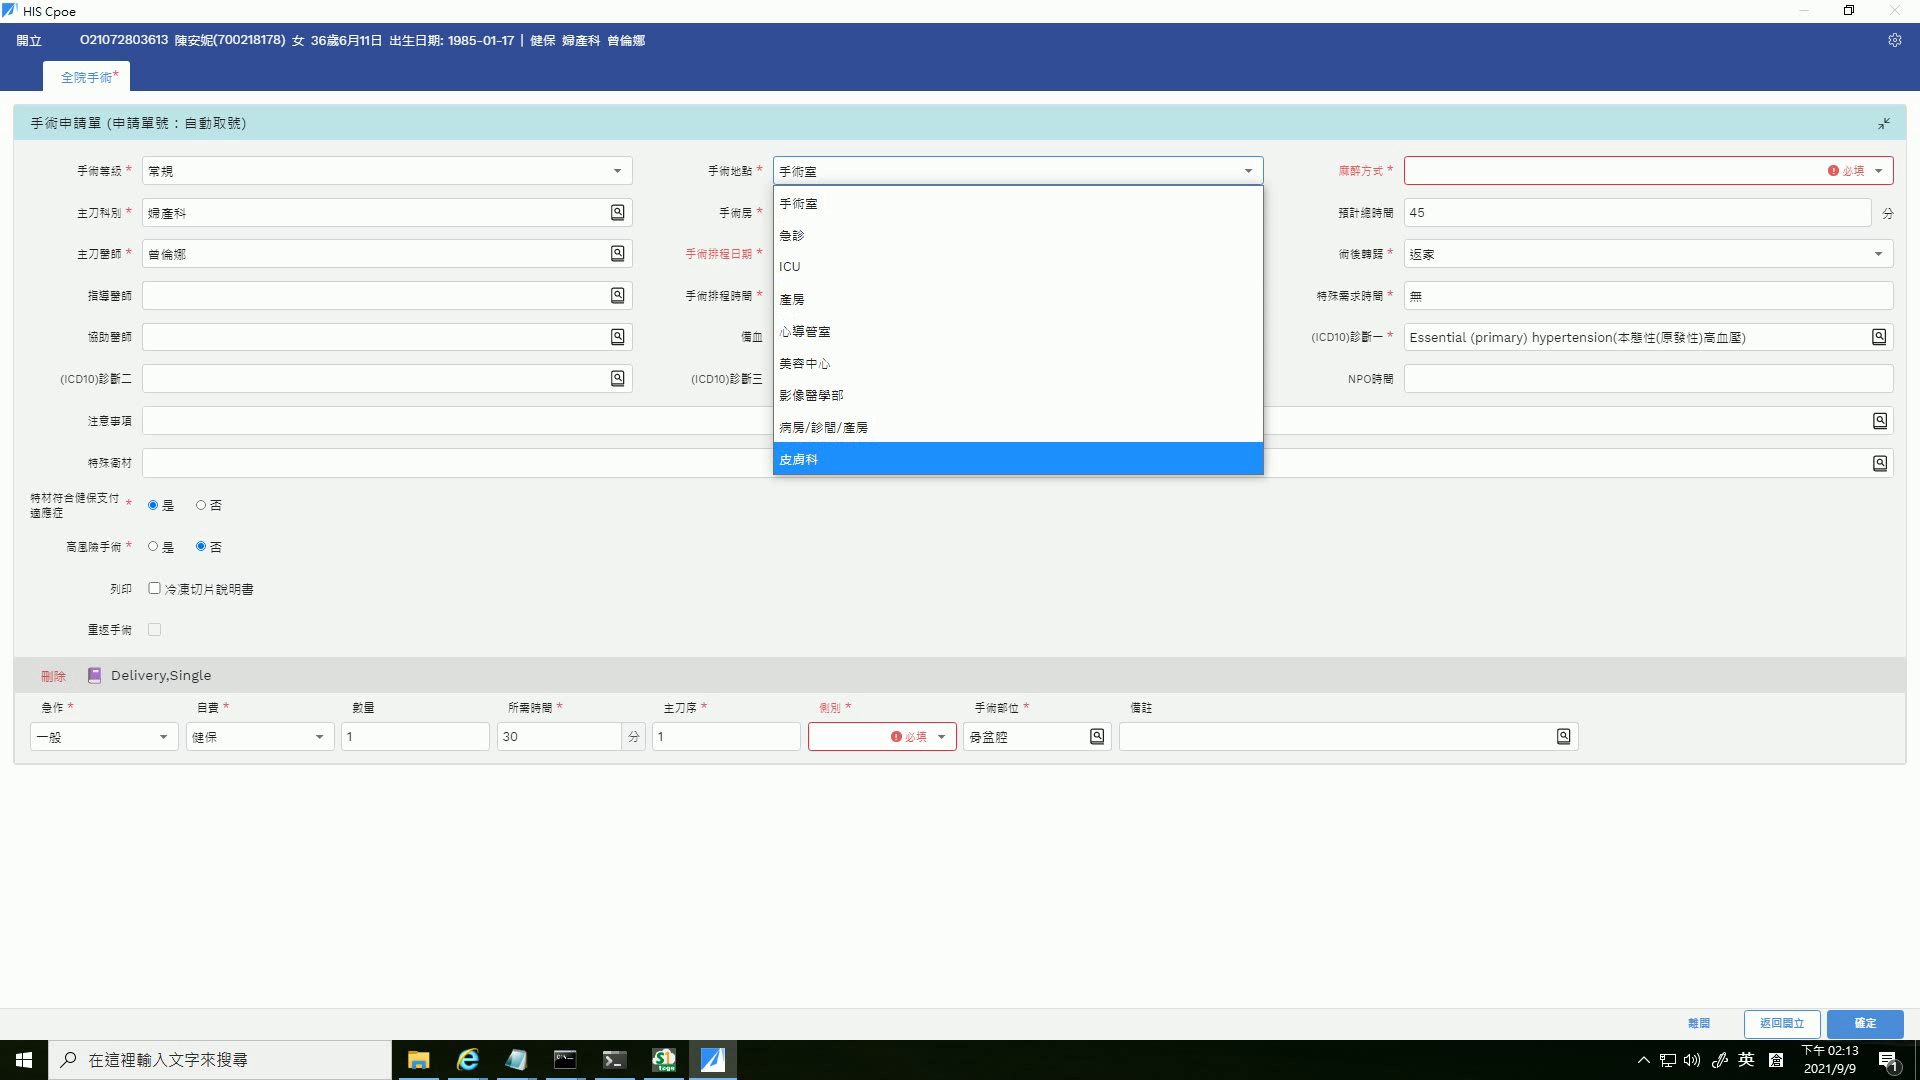 HIS Cpoe
開立 O21072803613 陳安妮(700218178) 女 36歲6月11日 出生日期: 1985-01-17 | 健保 婦產科 曾倫娜
全院手術*
手術申請單 (申請單號：自動取號)
手術等級 * 常規 手術地點 * 手術室 麻醉方式 * 必填
手術室
主刀科別 * 婦產科 手術房 * 預計總時間 45 分
急診
主刀醫師 * 曾倫娜 手術排程日期 * 術後轉歸 * 返家
ICU
指導醫師 手術排程時間 * 產房 特殊需求時間 * 無
協助醫師 備血 心導管室 (ICD10)診斷一 * Essential (primary) hypertension(本態性(原發性)高血壓)
美容中心
(ICD10)診斷二 (ICD10)診斷三 NPO時間
影像醫學部
注意事項 病房/診間/產房
特殊衛材 皮膚科
特材符合健保支付
適應症 * 是 否
高風險手術 * 是 否
列印 冷凍切片說明書
重返手術
刪除 Delivery,Single
急作 * 自費 * 數量 所需時間 * 主刀序 * 側別 * 手術部位 * 備註
一般 健保 1 30 分 1 必填 骨盆腔
離開 返回開立 確定
在這裡輸入文字來搜尋
英
下午 02:13
2021/9/9
1